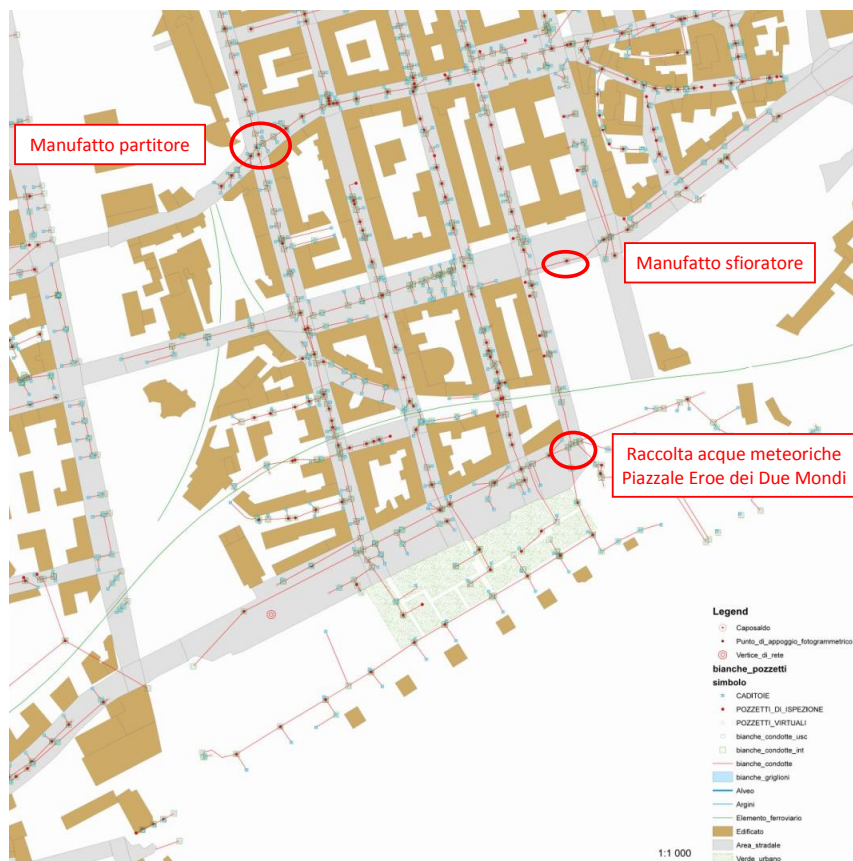 Manufatto partitore
Manufatto sfioratore
Raccolta acque meteoriche
Piazzale Eroe dei Due Mondi
Legend
Caposaldo
Punto_di_appoggio_fotogrammetrico
Vertice_di_rete
bianche_pozzetti
simbolo
CADITOIE
POZZETTI_DI_ISPEZIONE
POZZETTI_VIRTUALI
bianche_condotte_usc
bianche_condotte_int
bianche_condotte
bianche_griglioni
Alveo
Argini
Elemento_ferroviario
Edificato
Area_stradale
Verde_urbano
1:1 000